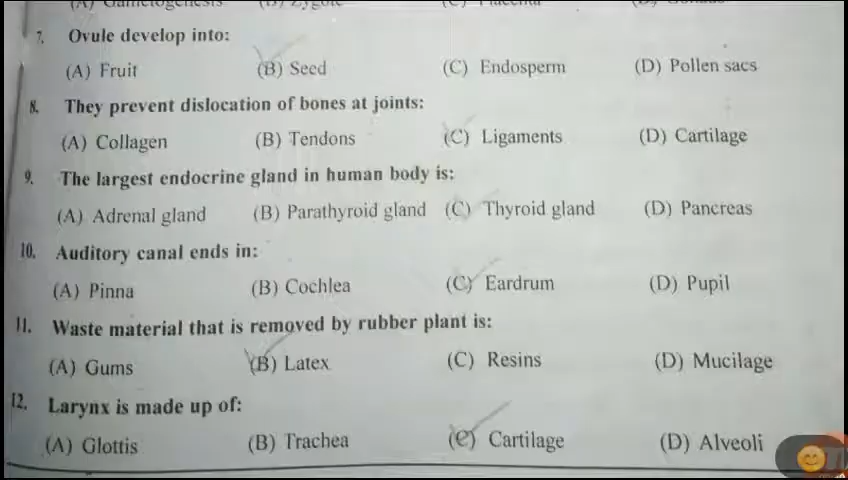 (A) Gametogenesis (B) Zygote (C) Placental
7. Ovule develop into:
(A) Fruit (B) Seed (C) Endosperm (D) Pollen sacs
8. They prevent dislocation of bones at joints:
(A) Collagen (B) Tendons (C) Ligaments (D) Cartilage
9. The largest endocrine gland in human body is:
(A) Adrenal gland (B) Parathyroid gland (C) Thyroid gland (D) Pancreas
10. Auditory canal ends in:
(A) Pinna (B) Cochlea (C) Eardrum (D) Pupil
11. Waste material that is removed by rubber plant is:
(A) Gums (B) Latex (C) Resins (D) Mucilage
12. Larynx is made up of:
(A) Glottis (B) Trachea (C) Cartilage (D) Alveoli